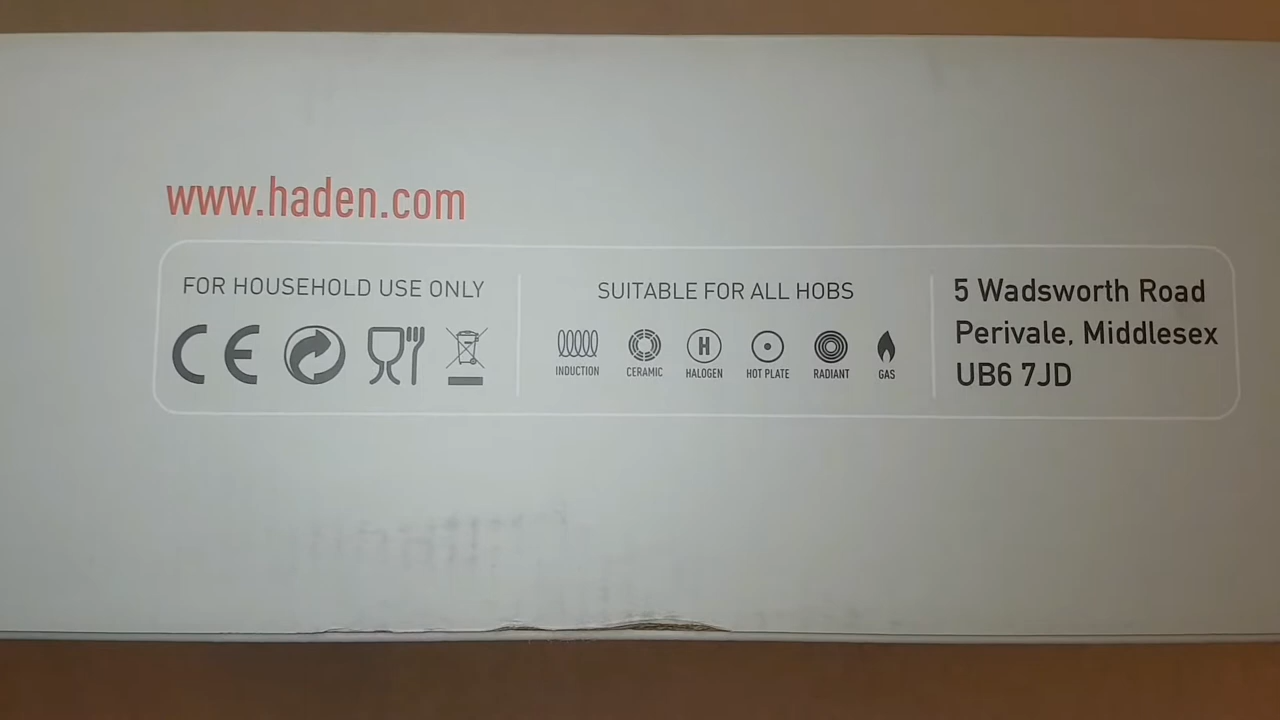 www.haden.com
FOR HOUSEHOLD USE ONLY
CE
SUITABLE FOR ALL HOBS
H
INDUCTION CERAMIC HALOGEN HOT PLATE RADIANT GAS
5 Wadsworth Road
Perivale, Middlesex
UB6 7JD